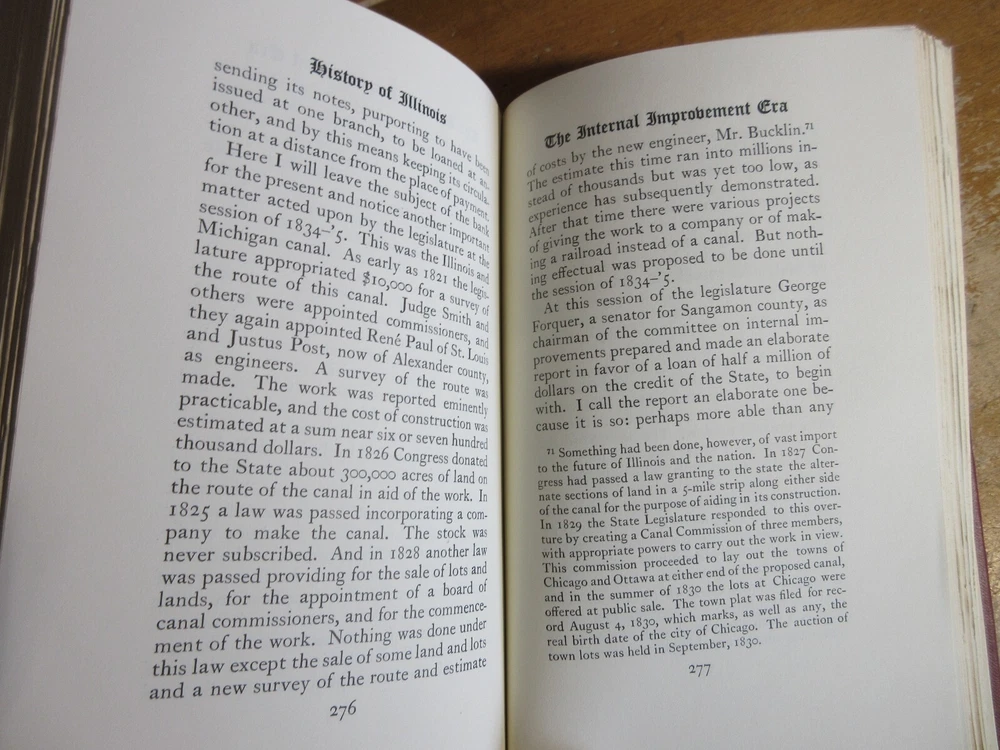 History of Illinois
sending its notes, purporting to have been
issued at one branch, to be loaned at an-
other, and by this means keeping its circula-
tion at a distance from the place of payment.
Here I will leave the subject of the bank
for the present and notice another important
matter acted upon by the legislature at the
session of 1834–'5. This was the Illinois and
Michigan canal. As early as 1821 the legis-
lature appropriated $10,000 for a survey of
the route of this canal. Judge Smith and
others were appointed commissioners, and
they again appointed René Paul of St. Louis
and Justus Post, now of Alexander county,
as engineers. A survey of the route was
made. The work was reported eminently
practicable, and the cost of construction was
estimated at a sum near six or seven hundred
thousand dollars. In 1826 Congress donated
to the State about 300,000 acres of land on
the route of the canal in aid of the work. In
1825 a law was passed incorporating a com-
pany to make the canal. The stock was
never subscribed. And in 1828 another law
was passed providing for the sale of lots and
lands, for the appointment of a board of
canal commissioners, and for the commence-
ment of the work. Nothing was done under
this law except the sale of some land and lots
and a new survey of the route and estimate
276
The Internal Improvement Era
of costs by the new engineer, Mr. Bucklin.71
The estimate this time ran into millions in-
stead of thousands but was yet too low, as
experience has subsequently demonstrated.
After that time there were various projects
of giving the work to a company or of mak-
ing a railroad instead of a canal. But noth-
ing effectual was proposed to be done until
the session of 1834–'5.
At this session of the legislature George
Forquer, a senator for Sangamon county, as
chairman of the committee on internal im-
provements prepared and made an elaborate
report in favor of a loan of half a million of
dollars on the credit of the State, to begin
with. I call the report an elaborate one be-
cause it is so: perhaps more able than any
71 Something had been done, however, of vast import
to the future of Illinois and the nation. In 1827 Con-
gress had passed a law granting to the state the alter-
nate sections of land in a 5-mile strip along either side
of the canal for the purpose of aiding in its construction.
In 1829 the State Legislature responded to this over-
ture by creating a Canal Commission of three members,
with appropriate powers to carry out the work in view.
This commission proceeded to lay out the towns of
Chicago and Ottawa at either end of the proposed canal,
and in the summer of 1830 the lots at Chicago were
offered at public sale. The town plat was filed for rec-
ord August 4, 1830, which marks, as well as any, the
real birth date of the city of Chicago. The auction of
town lots was held in September, 1830.
277